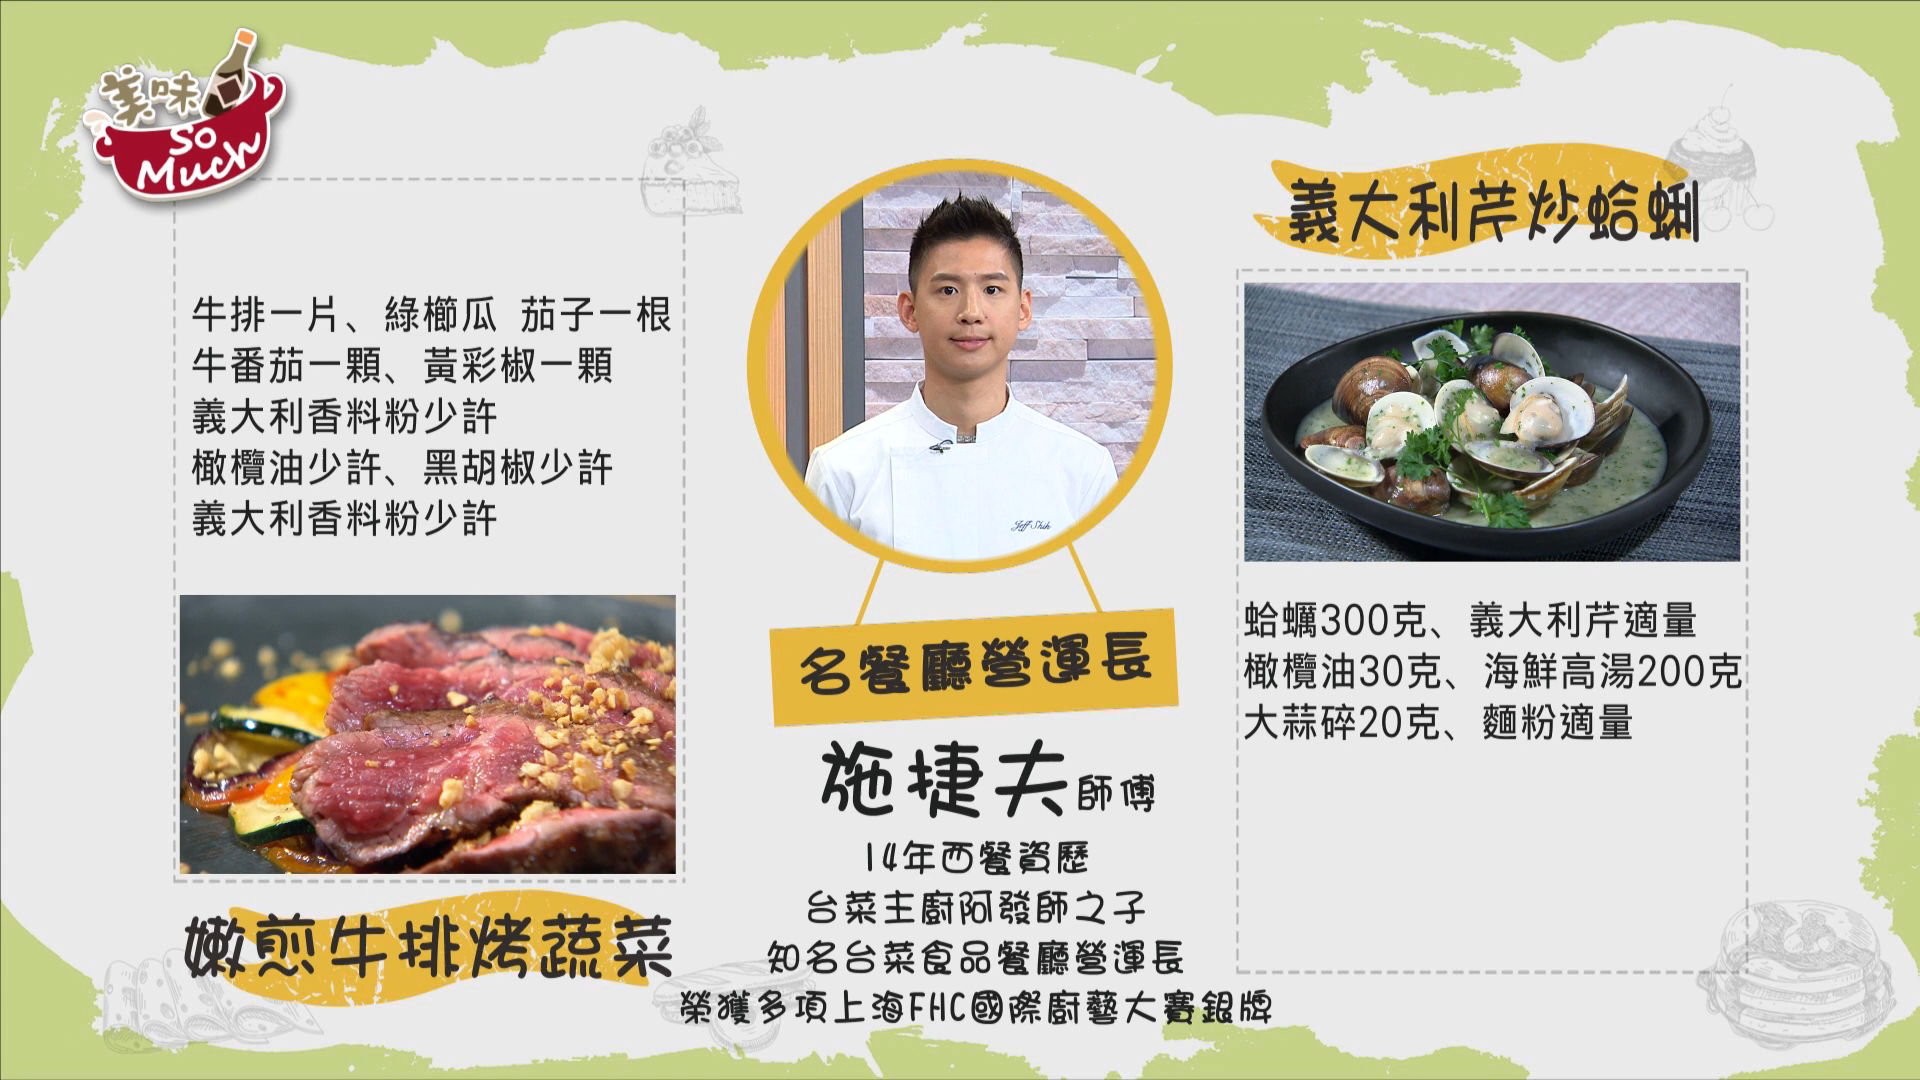 美味
So
Much
牛排一片、綠櫛瓜 茄子一根
牛番茄一顆、黃彩椒一顆
義大利香料粉少許
橄欖油少許、黑胡椒少許
義大利香料粉少許
嫩煎牛排烤蔬菜
Jeff Shih
名餐廳營運長
施捷夫師傅
14年西餐資歷
台菜主廚阿發師之子
知名台菜食品餐廳營運長
榮獲多項上海FHC國際廚藝大賽銀牌
義大利芹炒蛤蜊
蛤蠣300克、義大利芹適量
橄欖油30克、海鮮高湯200克
大蒜碎20克、麵粉適量